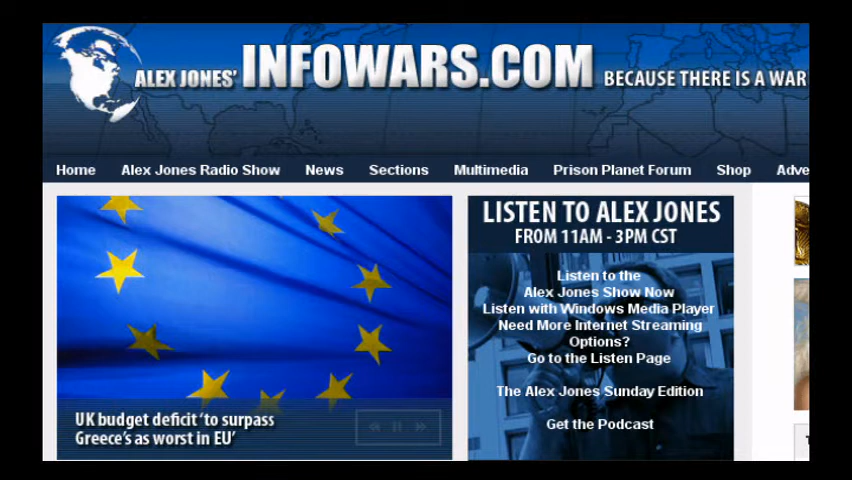 ALEX JONES' INFOWARS.COM BECAUSE THERE IS A WAR
Home Alex Jones Radio Show News Sections Multimedia Prison Planet Forum Shop Adve
LISTEN TO ALEX JONES
FROM 11AM - 3PM CST
Listen to the
Alex Jones Show Now
Listen with Windows Media Player
Need More Internet Streaming
Options?
Go to the Listen Page
The Alex Jones Sunday Edition
Get the Podcast
UK budget deficit 'to surpass
Greece's as worst in EU'